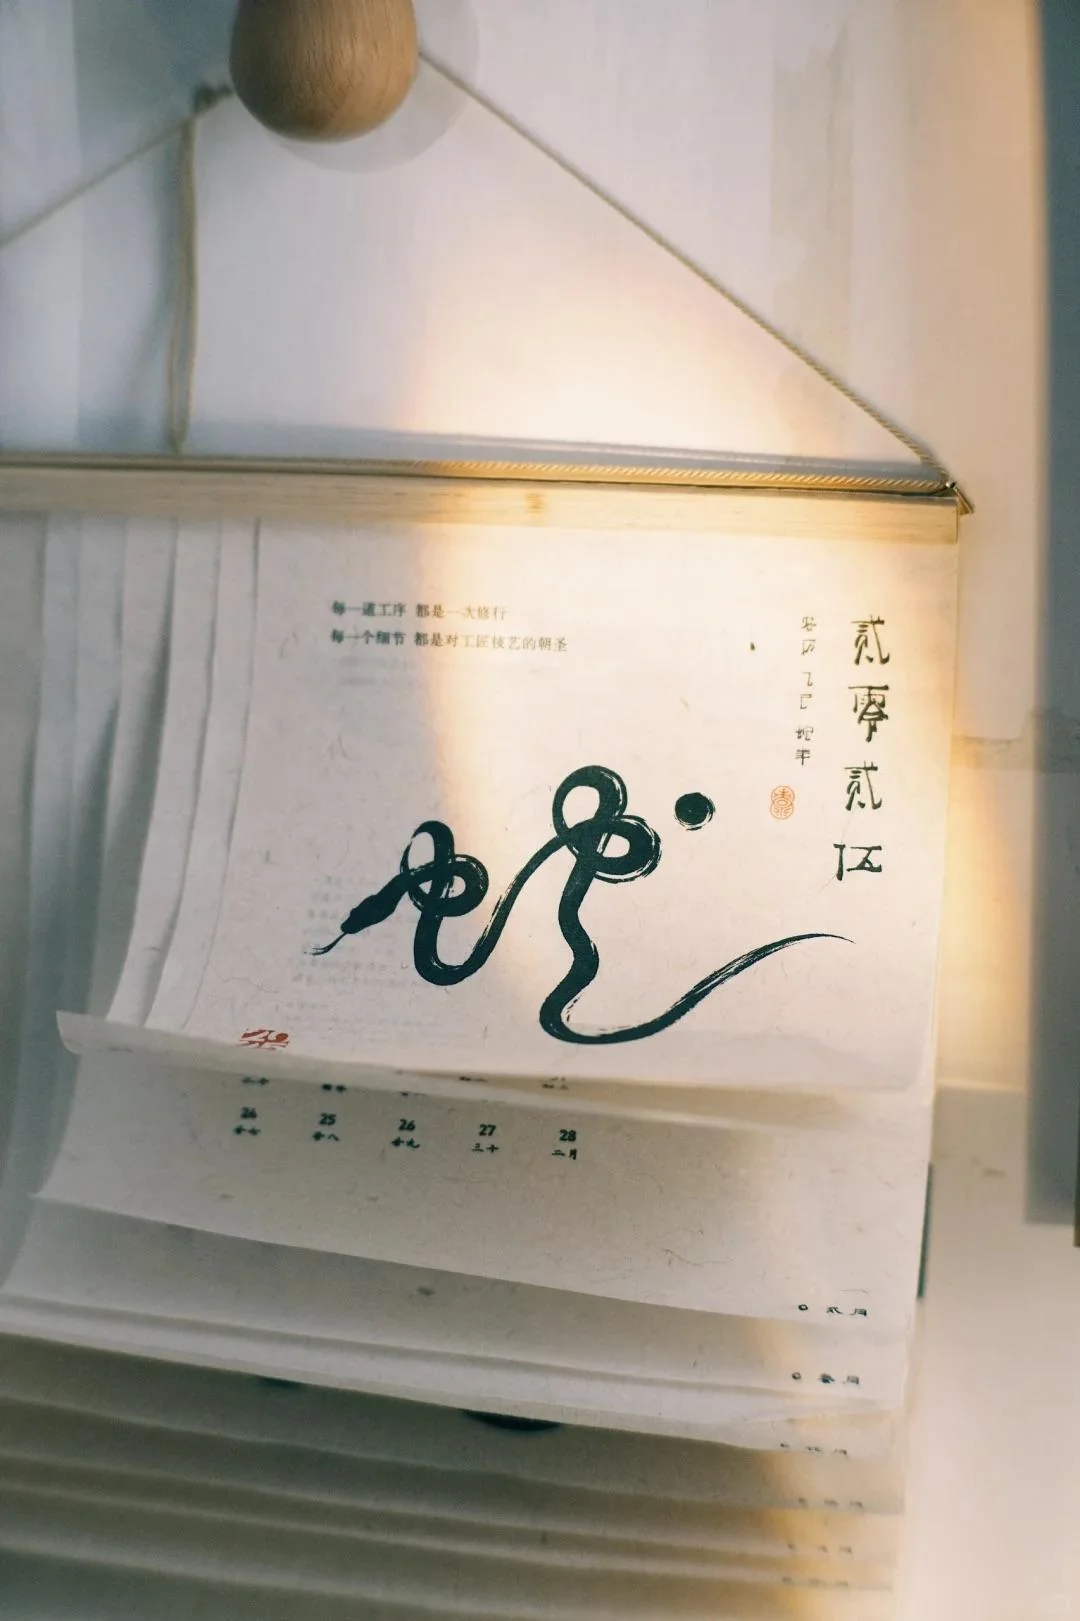 每一道工序 都是一次修行
每一个细节 都是对工匠技艺的朝圣
贰零贰伍
农历 乙巳 蛇年
蛇
24 25 26 27 28
廿七 廿八 廿九 三十 二月
贰月
叁月